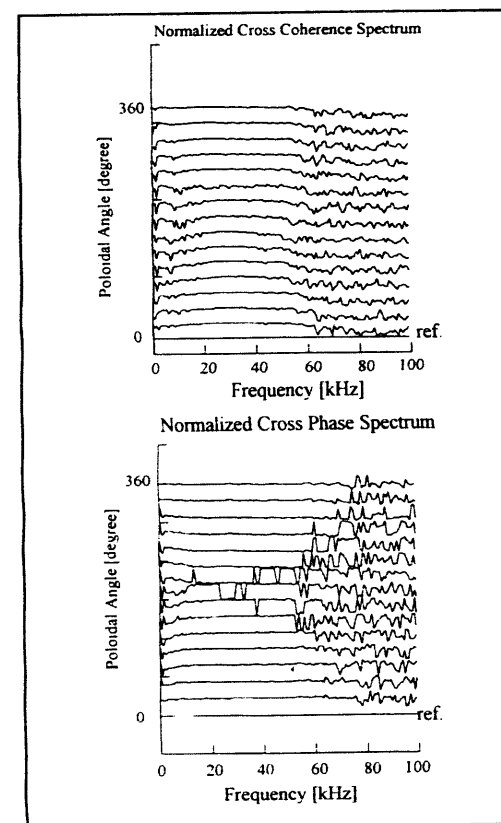 Normalized Cross Coherence Spectrum
360
Poloidal Angle [degree]
0
ref.
0 20 40 60 80 100
Frequency [kHz]
Normalized Cross Phase Spectrum
360
Poloidal Angle [degree]
0
ref.
0 20 40 60 80 100
Frequency [kHz]